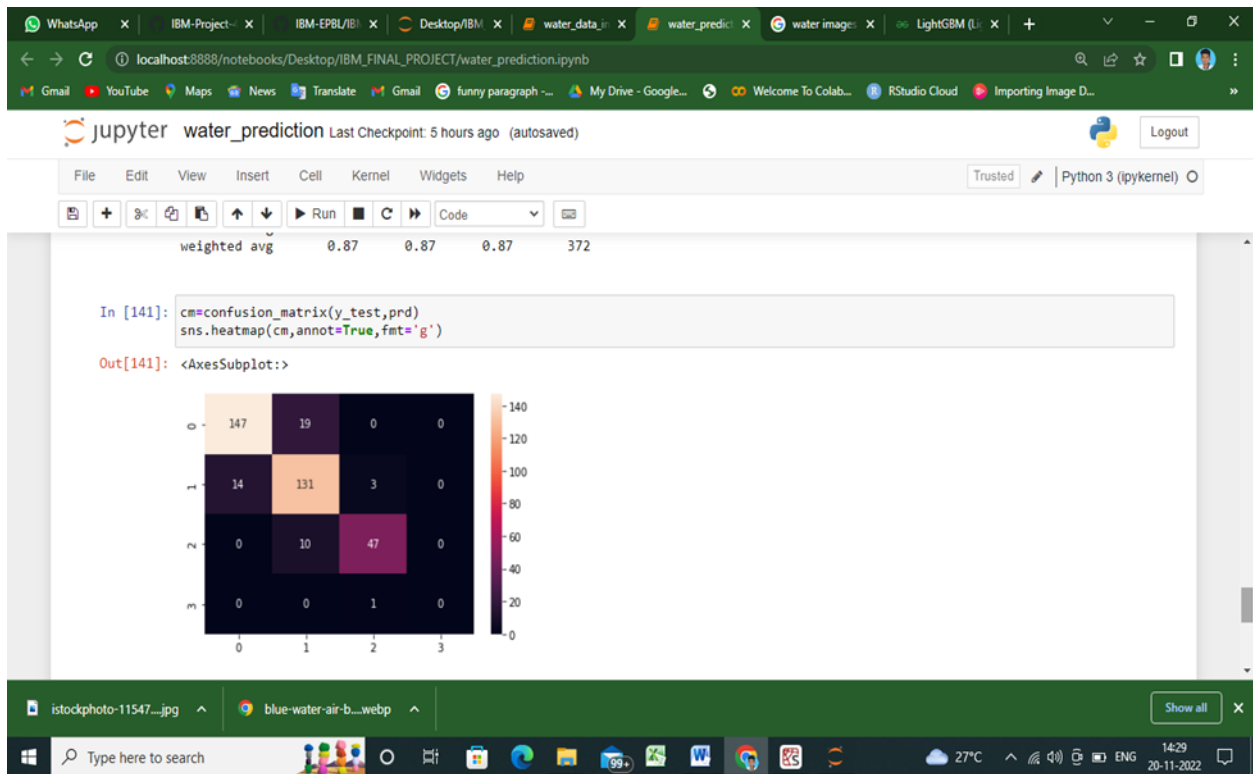 WhatsApp IBM-Project-( IBM-EPBL/IB Desktop/IBM water_data_in water_predict water images LightGBM (Li
localhost:8888/notebooks/Desktop/IBM_FINAL_PROJECT/water_prediction.ipynb
Gmail YouTube Maps News Translate Gmail funny paragraph -... My Drive - Google... Welcome To Colab... RStudio Cloud Importing Image D... »
jupyter water_prediction Last Checkpoint: 5 hours ago (autosaved) Logout
File Edit View Insert Cell Kernel Widgets Help Trusted Python 3 (ipykernel)
Run Code
weighted avg 0.87 0.87 0.87 372
In [141]: cm=confusion_matrix(y_test,prd)
sns.heatmap(cm,annot=True,fmt='g')
Out[141]: <AxesSubplot:>
0 147 19 0 0
1 14 131 3 0
2 0 10 47 0
3 0 0 1 0
0 1 2 3
140
120
100
80
60
40
20
0
istockphoto-11547....jpg blue-water-air-b....webp Show all
Type here to search 99+ 27°C ENG 14:29
20-11-2022